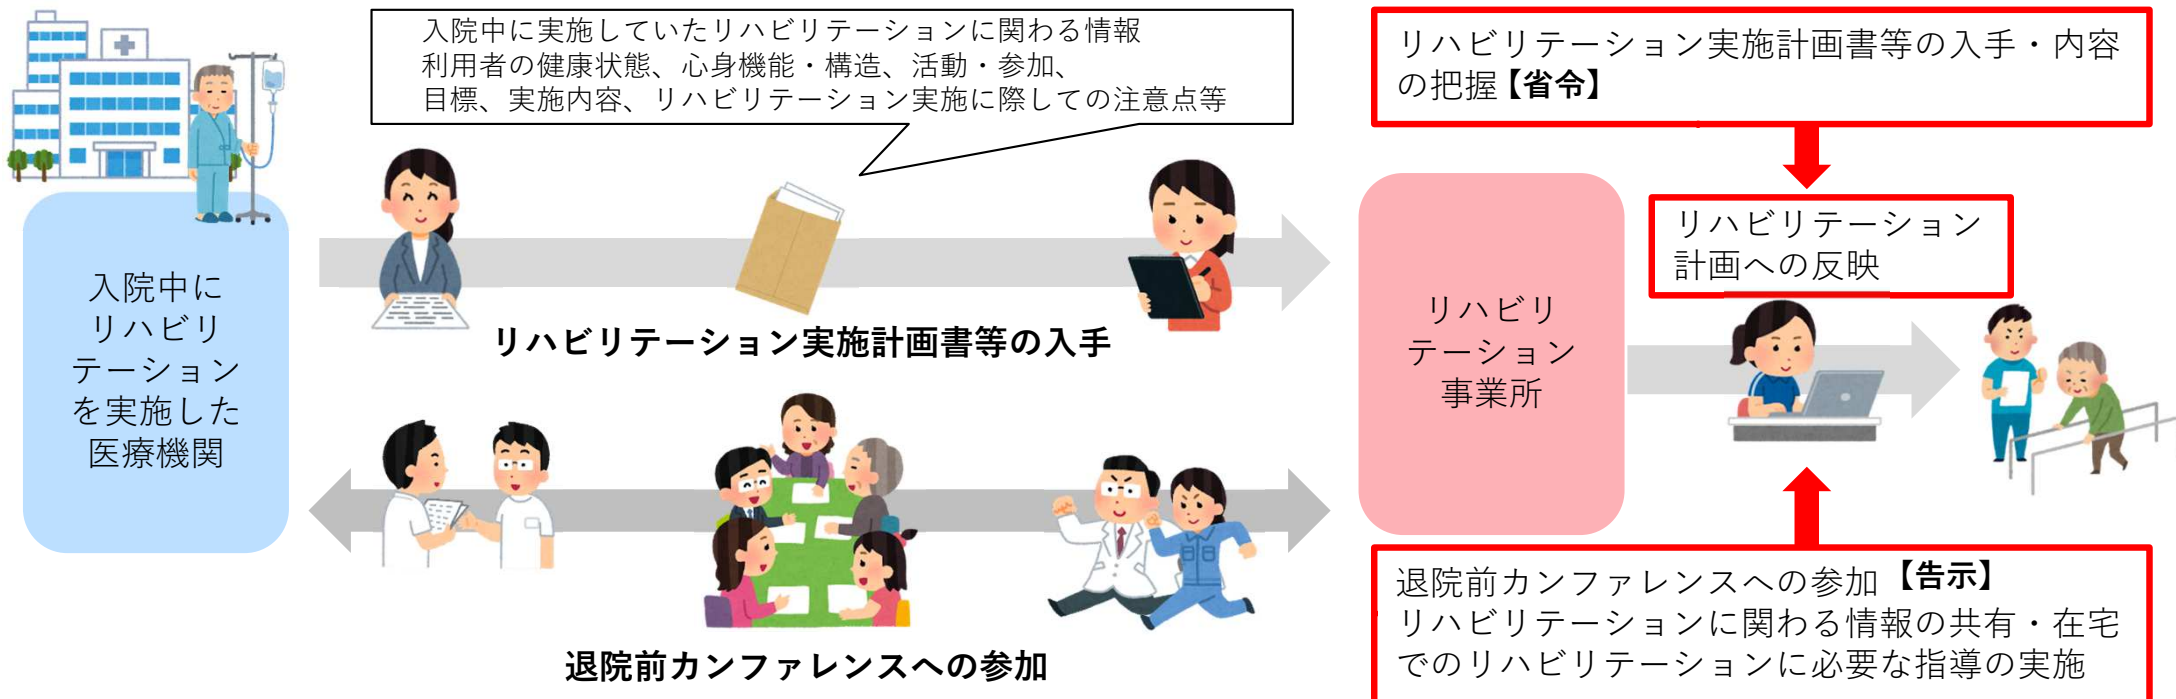 入院中に実施していたリハビリテーションに関わる情報
利用者の健康状態、心身機能・構造、活動・参加、
目標、実施内容、リハビリテーション実施に際しての注意点等
リハビリテーション実施計画書等の入手・内容
の把握【省令】
入院中に
リハビリ
テーション
を実施した
医療機関
リハビリテーション実施計画書等の入手
リハビリ
テーション
事業所
リハビリテーション
計画への反映
退院前カンファレンスへの参加
退院前カンファレンスへの参加【告示】
リハビリテーションに関わる情報の共有・在宅
でのリハビリテーションに必要な指導の実施